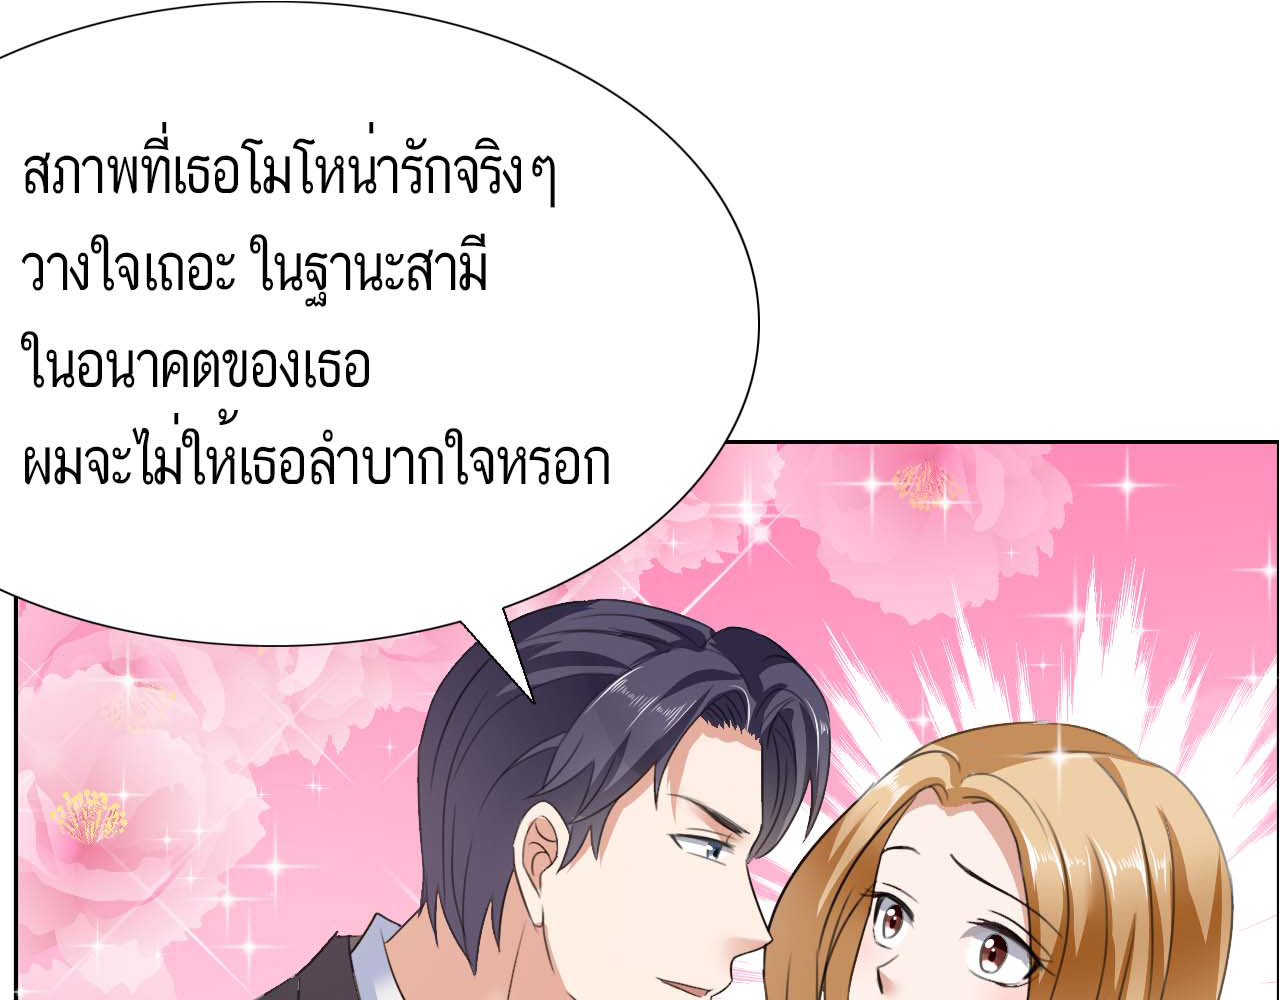 สภาพที่เธอโมโหน่ารักจริงๆ
วางใจเถอะ ในฐานะสามี
ในอนาคตของเธอ
ผมจะไม่ให้เธอลำบากใจหรอก